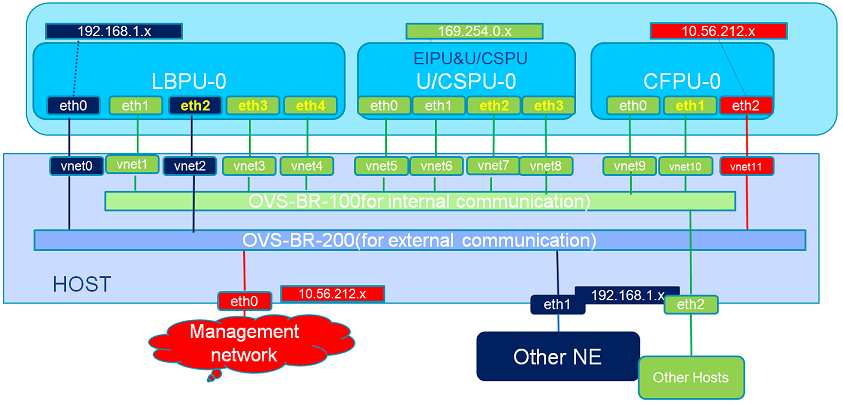 192.168.1.x
169.254.0.x
10.56.212.x
EIPU&U/CSPU
LBPU-0
U/CSPU-0
CFPU-0
eth0 eth1 eth2 eth3 eth4
eth0 eth1 eth2 eth3
eth0 eth1 eth2
vnet0 vnet1 vnet2 vnet3 vnet4 vnet5 vnet6 vnet7 vnet8 vnet9 vnet10 vnet11
OVS-BR-100for internal communication)
OVS-BR-200(for external communication)
HOST
eth0
10.56.212.x
eth1
192.168.1.x
eth2
Management
network
Other NE
Other Hosts